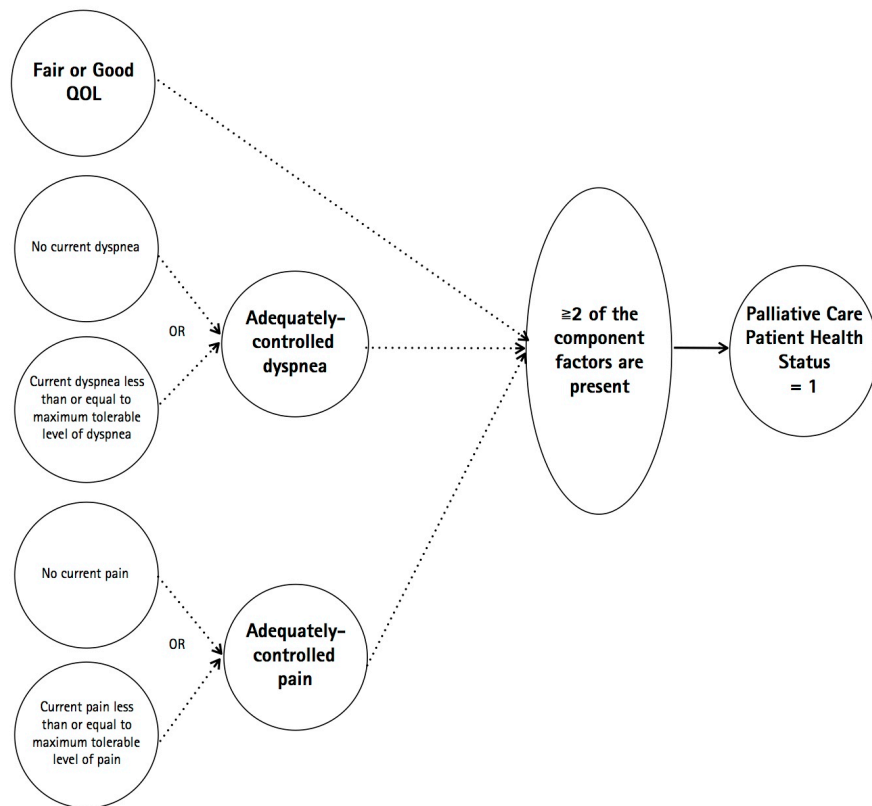 Fair or Good
QOL
No current dyspnea
OR
Current dyspnea less
than or equal to
maximum tolerable
level of dyspnea
Adequately-
controlled
dyspnea
No current pain
OR
Current pain less
than or equal to
maximum tolerable
level of pain
Adequately-
controlled
pain
≧2 of the
component
factors are
present
Palliative Care
Patient Health
Status
= 1